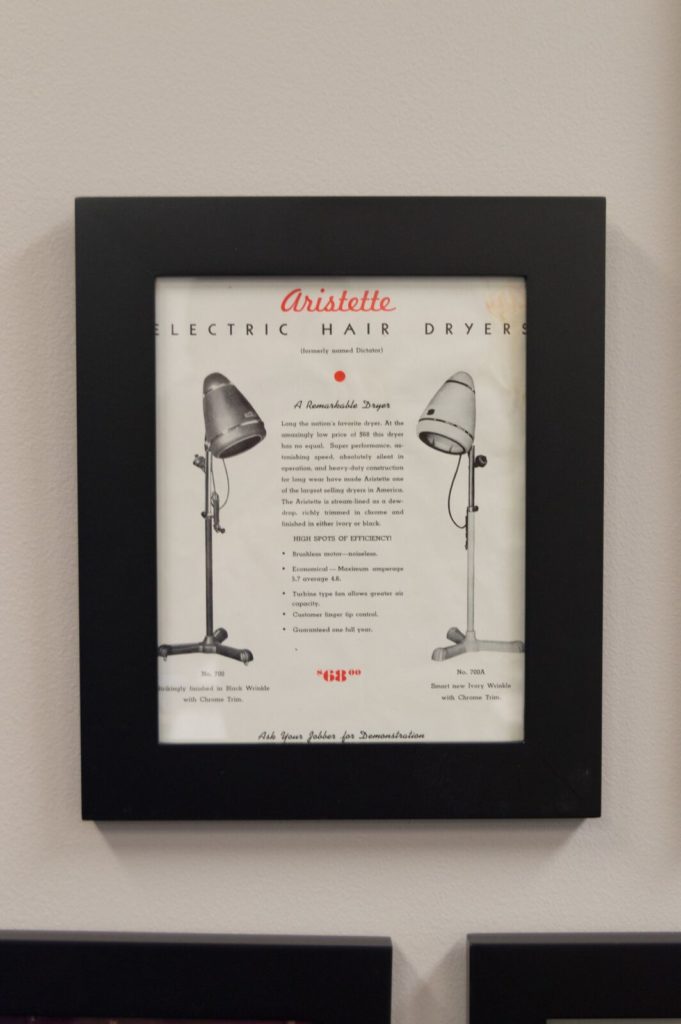 Aristette
ELECTRIC HAIR DRYERS
(formerly named Dictator)
A Remarkable Dryer
Long the nation's favorite dryer. At the
amazingly low price of $68 this dryer
has no equal. Super performance, as-
tonishing speed, absolutely silent in
operation, and heavy-duty construction
for long wear have made Aristette one
of the largest selling dryers in America.
The Aristette is stream-lined as a dew-
drop, richly trimmed in chrome and
finished in either ivory or black.
HIGH SPOTS OF EFFICIENCY!
• Brushless motor—noiseless.
• Economical — Maximum amperage
5.7 average 4.8.
• Turbine type fan allows greater air
capacity.
• Customer finger tip control.
• Guaranteed one full year.
No. 700
rikingly finished in Black Wrinkle
with Chrome Trim.
$68.00
No. 700A
Smart new Ivory Wrinkle
with Chrome Trim.
Ask Your Jobber for Demonstration